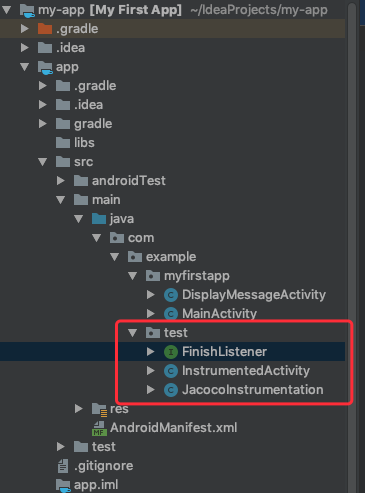 my-app [My First App] ~/IdeaProjects/my-app
.gradle
.idea
app
.gradle
.idea
gradle
libs
src
androidTest
main
java
com
example
myfirstapp
C DisplayMessageActivity
C MainActivity
test
I FinishListener
C InstrumentedActivity
C JacocoInstrumentation
res
MF AndroidManifest.xml
test
.gitignore
app.iml